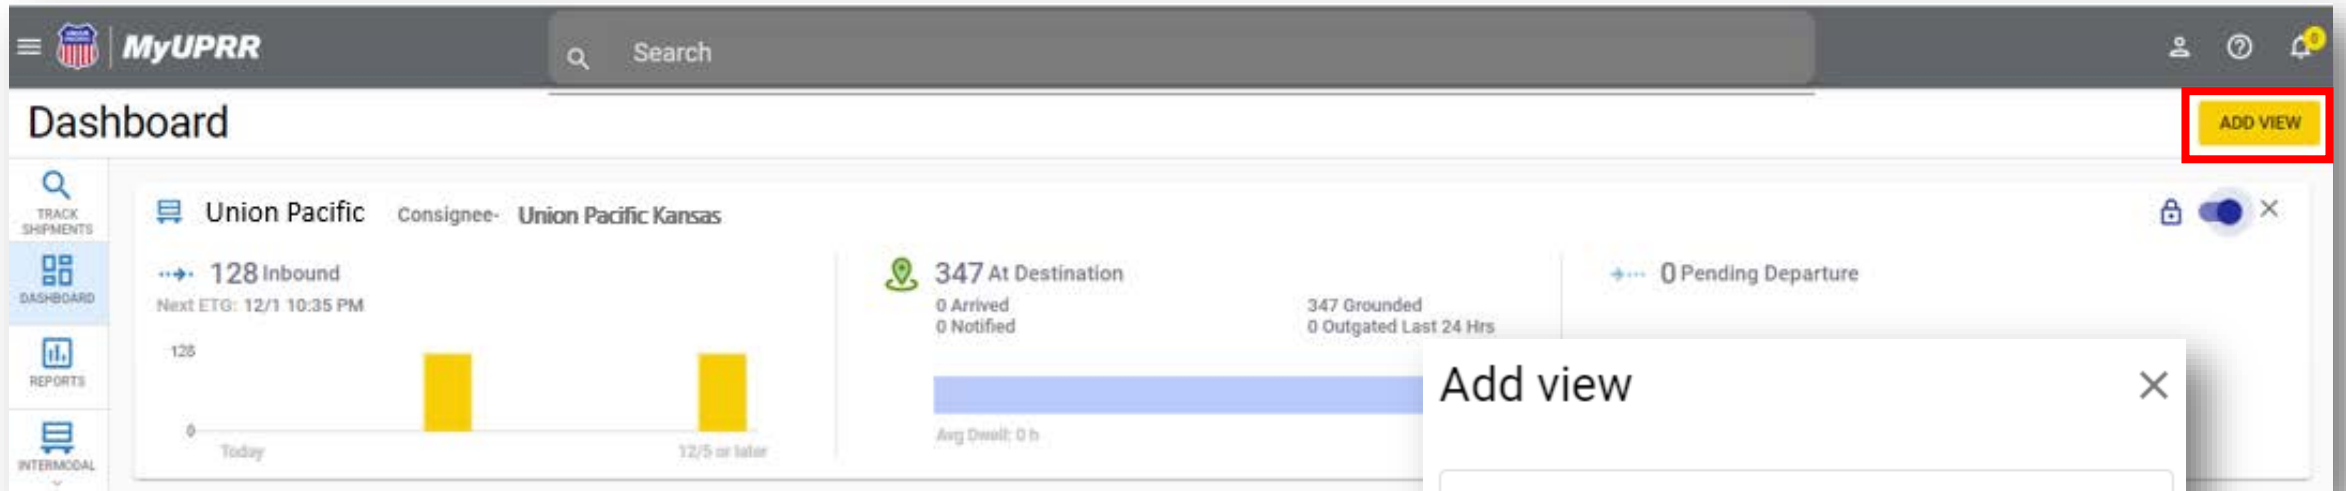 MyUPRR
Search
0
Dashboard
ADD VIEW
TRACK
SHIPMENTS
DASHBOARD
REPORTS
INTERMODAL
Union Pacific Consignee- Union Pacific Kansas
128 Inbound
Next ETG: 12/1 10:35 PM
128
0
Today
12/5 or later
347 At Destination
0 Arrived
0 Notified
347 Grounded
0 Outgated Last 24 Hrs
Avg Dwell: 0 h
0 Pending Departure
Add view